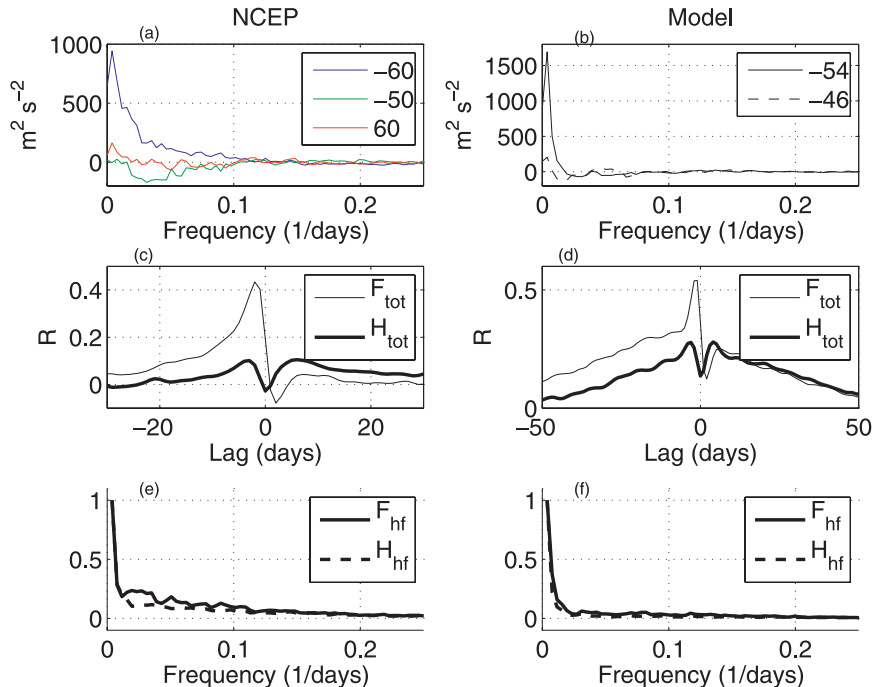 NCEP
Model
(a)
(b)
1000
500
0
m² s⁻²
−60
−50
60
0
0.1
0.2
Frequency (1/days)
1500
1000
500
0
m² s⁻²
−54
−46
0
0.1
0.2
Frequency (1/days)
(c)
(d)
0.4
0.2
0
R
F_tot
H_tot
−20
0
20
Lag (days)
0.5
0
R
F_tot
H_tot
−50
0
50
Lag (days)
(e)
(f)
1
0.5
0
F_hf
H_hf
0
0.1
0.2
Frequency (1/days)
1
0.5
0
F_hf
H_hf
0
0.1
0.2
Frequency (1/days)